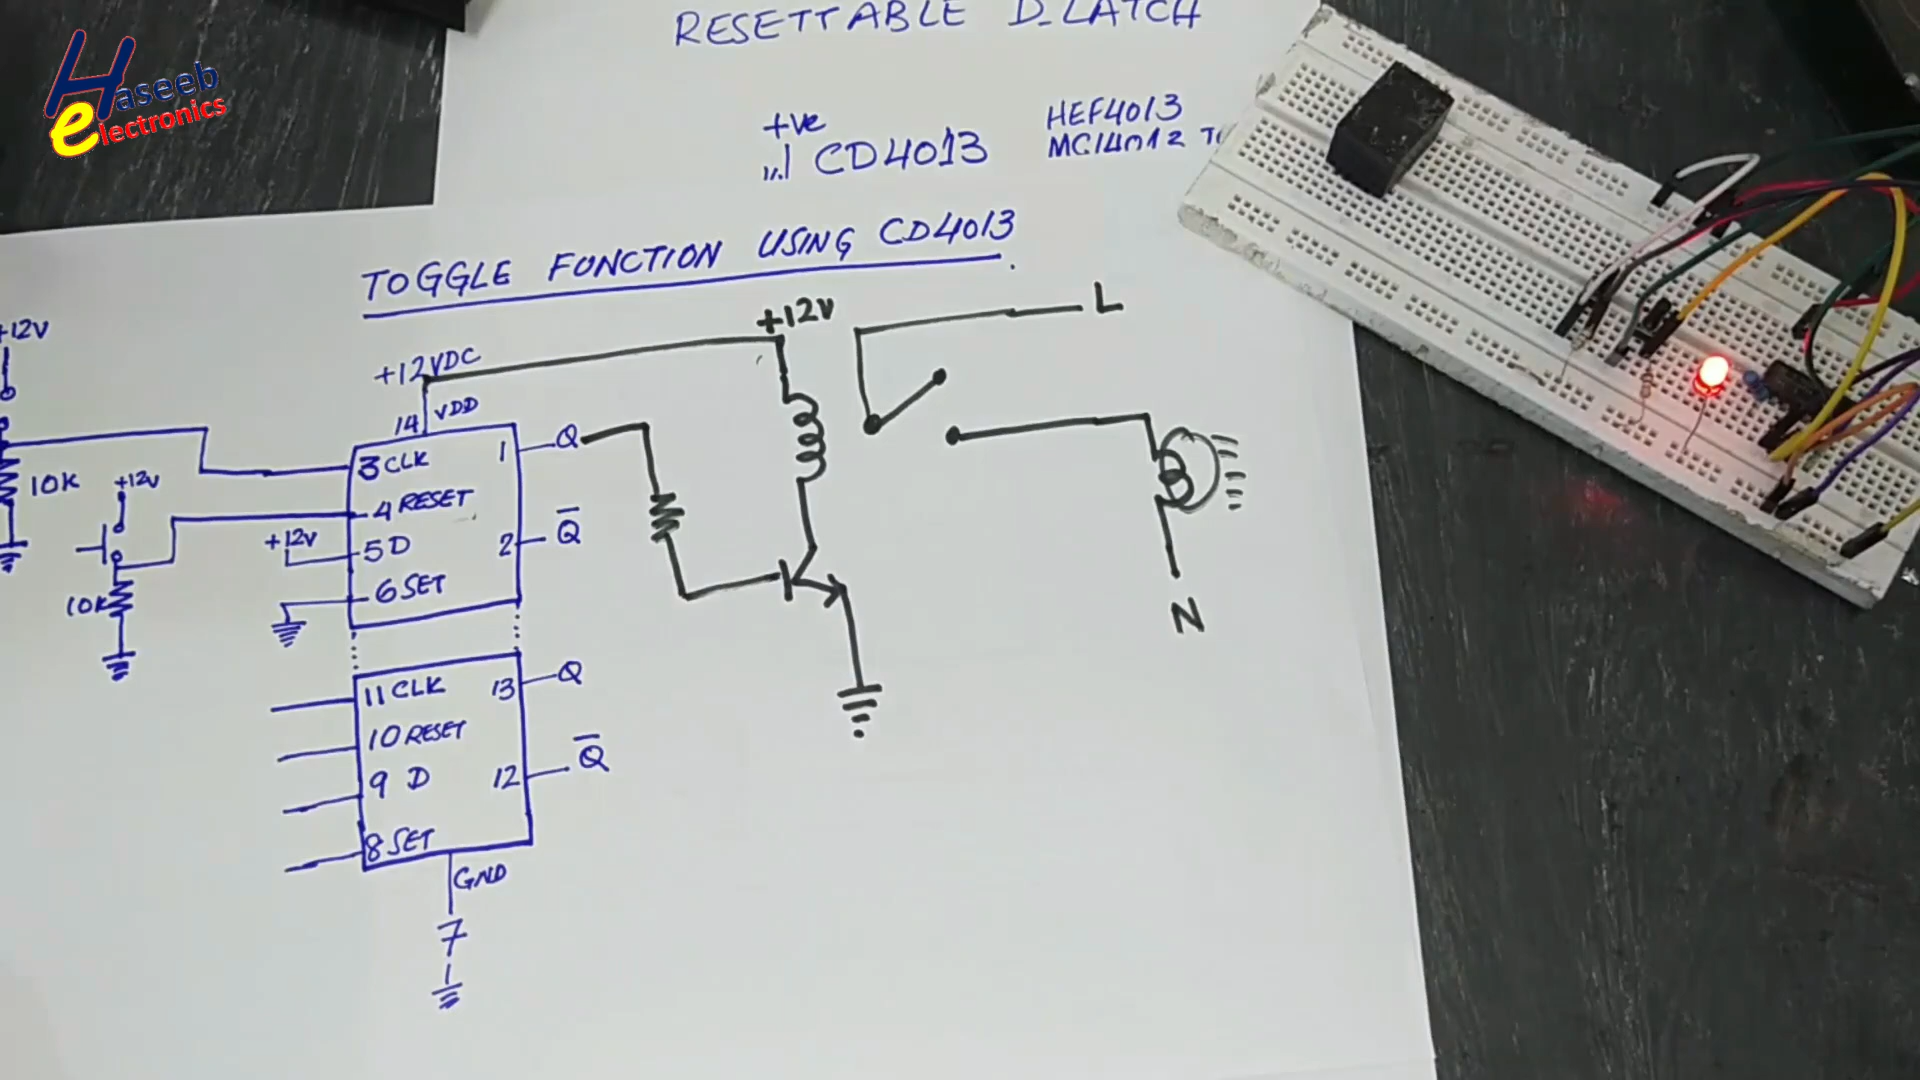 Haseeb
electronics
RESETTABLE D_LATCH
+ve
CD4013
HEF4013
TOGGLE FONCTION USING CD4013
+12V
+12V
L
+12VDC
14
VDD
3 CLK
1
Q
10K
+12V
4 RESET
+12V
5 D
2
Q̅
6 SET
10K
N
11 CLK
13
Q
10 RESET
9 D
12
Q̅
8 SET
GND
7